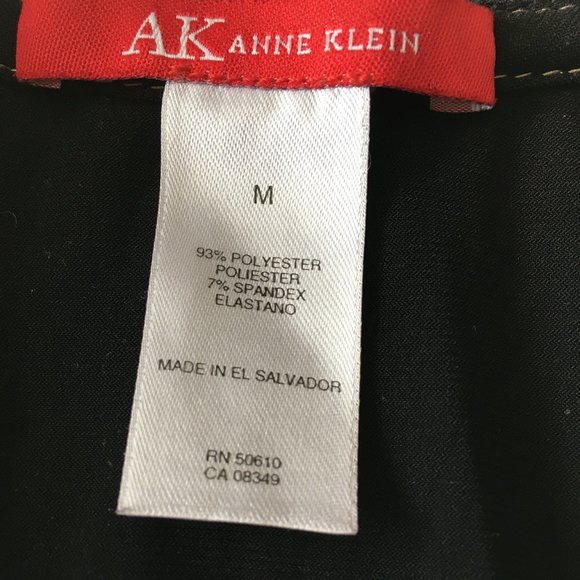 AK ANNE KLEIN
M
93% POLYESTER
POLIESTER
7% SPANDEX
ELASTANO
MADE IN EL SALVADOR
RN 50610
CA 08349